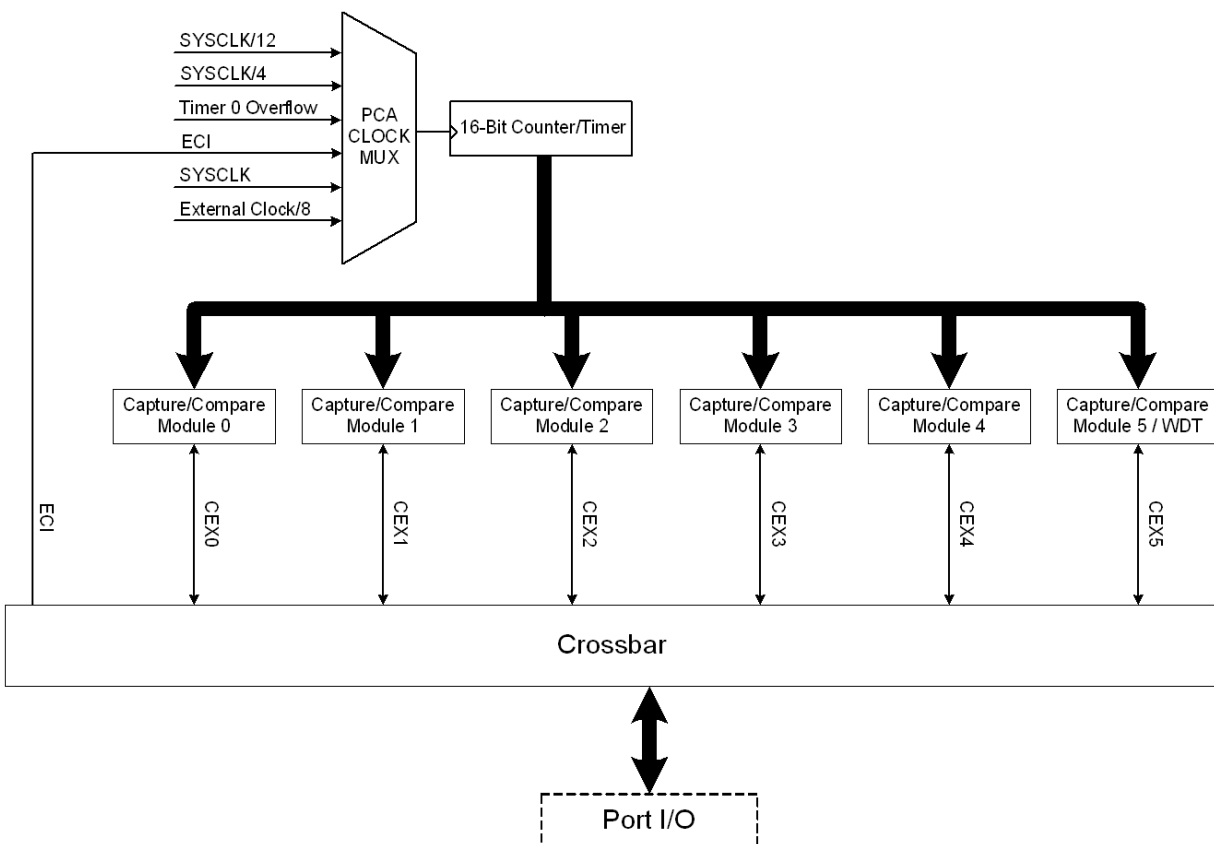 SYSCLK/12
SYSCLK/4
Timer 0 Overflow
ECI
SYSCLK
External Clock/8
PCA
CLOCK
MUX
16-Bit Counter/Timer
Capture/Compare
Module 0
Capture/Compare
Module 1
Capture/Compare
Module 2
Capture/Compare
Module 3
Capture/Compare
Module 4
Capture/Compare
Module 5 / WDT
ECI
CEX0
CEX1
CEX2
CEX3
CEX4
CEX5
Crossbar
Port I/O